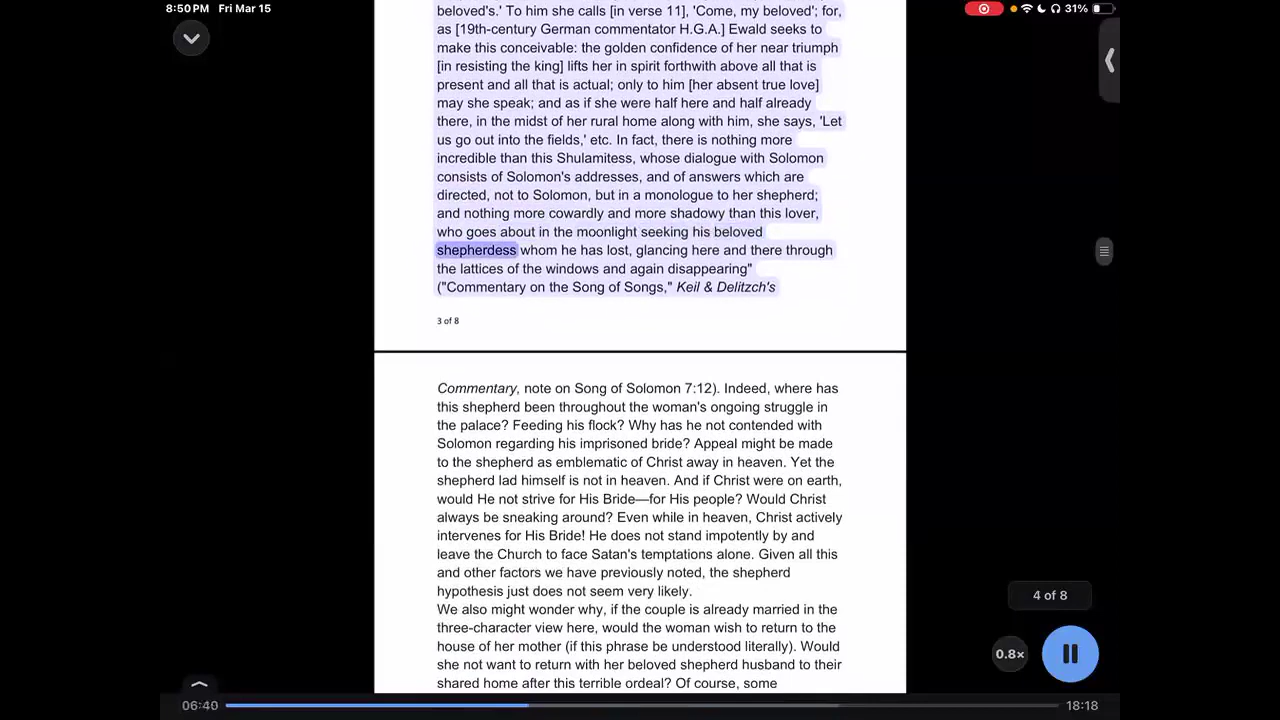 8:50 PM Fri Mar 15
31%
beloved's.' To him she calls [in verse 11], 'Come, my beloved'; for,
as [19th-century German commentator H.G.A.] Ewald seeks to
make this conceivable: the golden confidence of her near triumph
[in resisting the king] lifts her in spirit forthwith above all that is
present and all that is actual; only to him [her absent true love]
may she speak; and as if she were half here and half already
there, in the midst of her rural home along with him, she says, 'Let
us go out into the fields,' etc. In fact, there is nothing more
incredible than this Shulamitess, whose dialogue with Solomon
consists of Solomon's addresses, and of answers which are
directed, not to Solomon, but in a monologue to her shepherd;
and nothing more cowardly and more shadowy than this lover,
who goes about in the moonlight seeking his beloved
shepherdess whom he has lost, glancing here and there through
the lattices of the windows and again disappearing"
("Commentary on the Song of Songs," Keil & Delitzch's
3 of 8
Commentary, note on Song of Solomon 7:12). Indeed, where has
this shepherd been throughout the woman's ongoing struggle in
the palace? Feeding his flock? Why has he not contended with
Solomon regarding his imprisoned bride? Appeal might be made
to the shepherd as emblematic of Christ away in heaven. Yet the
shepherd lad himself is not in heaven. And if Christ were on earth,
would He not strive for His Bride—for His people? Would Christ
always be sneaking around? Even while in heaven, Christ actively
intervenes for His Bride! He does not stand impotently by and
leave the Church to face Satan's temptations alone. Given all this
and other factors we have previously noted, the shepherd
hypothesis just does not seem very likely.
We also might wonder why, if the couple is already married in the
three-character view here, would the woman wish to return to the
house of her mother (if this phrase be understood literally). Would
she not want to return with her beloved shepherd husband to their
shared home after this terrible ordeal? Of course, some
4 of 8
0.8×
06:40
18:18